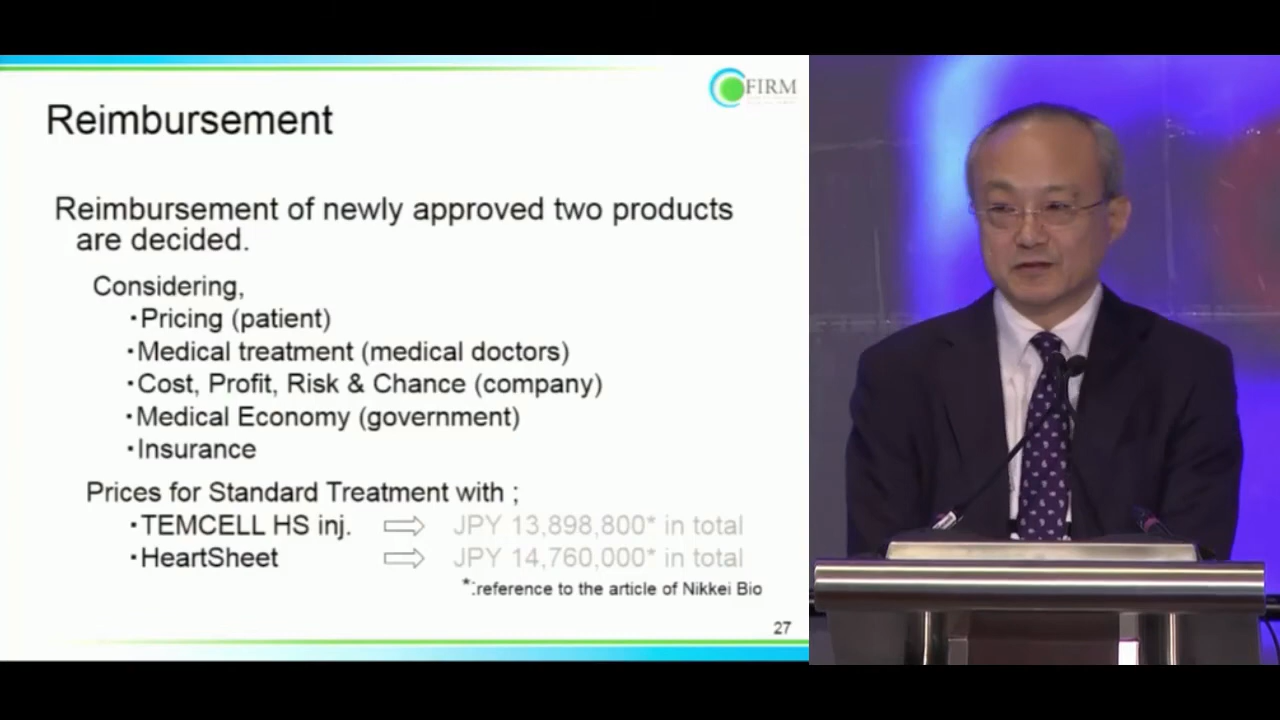 FIRM
Reimbursement
Reimbursement of newly approved two products
are decided.
Considering,
・Pricing (patient)
・Medical treatment (medical doctors)
・Cost, Profit, Risk & Chance (company)
・Medical Economy (government)
・Insurance
Prices for Standard Treatment with ;
・TEMCELL HS inj. ⇨ JPY 13,898,800* in total
・HeartSheet ⇨ JPY 14,760,000* in total
*:reference to the article of Nikkei Bio
27